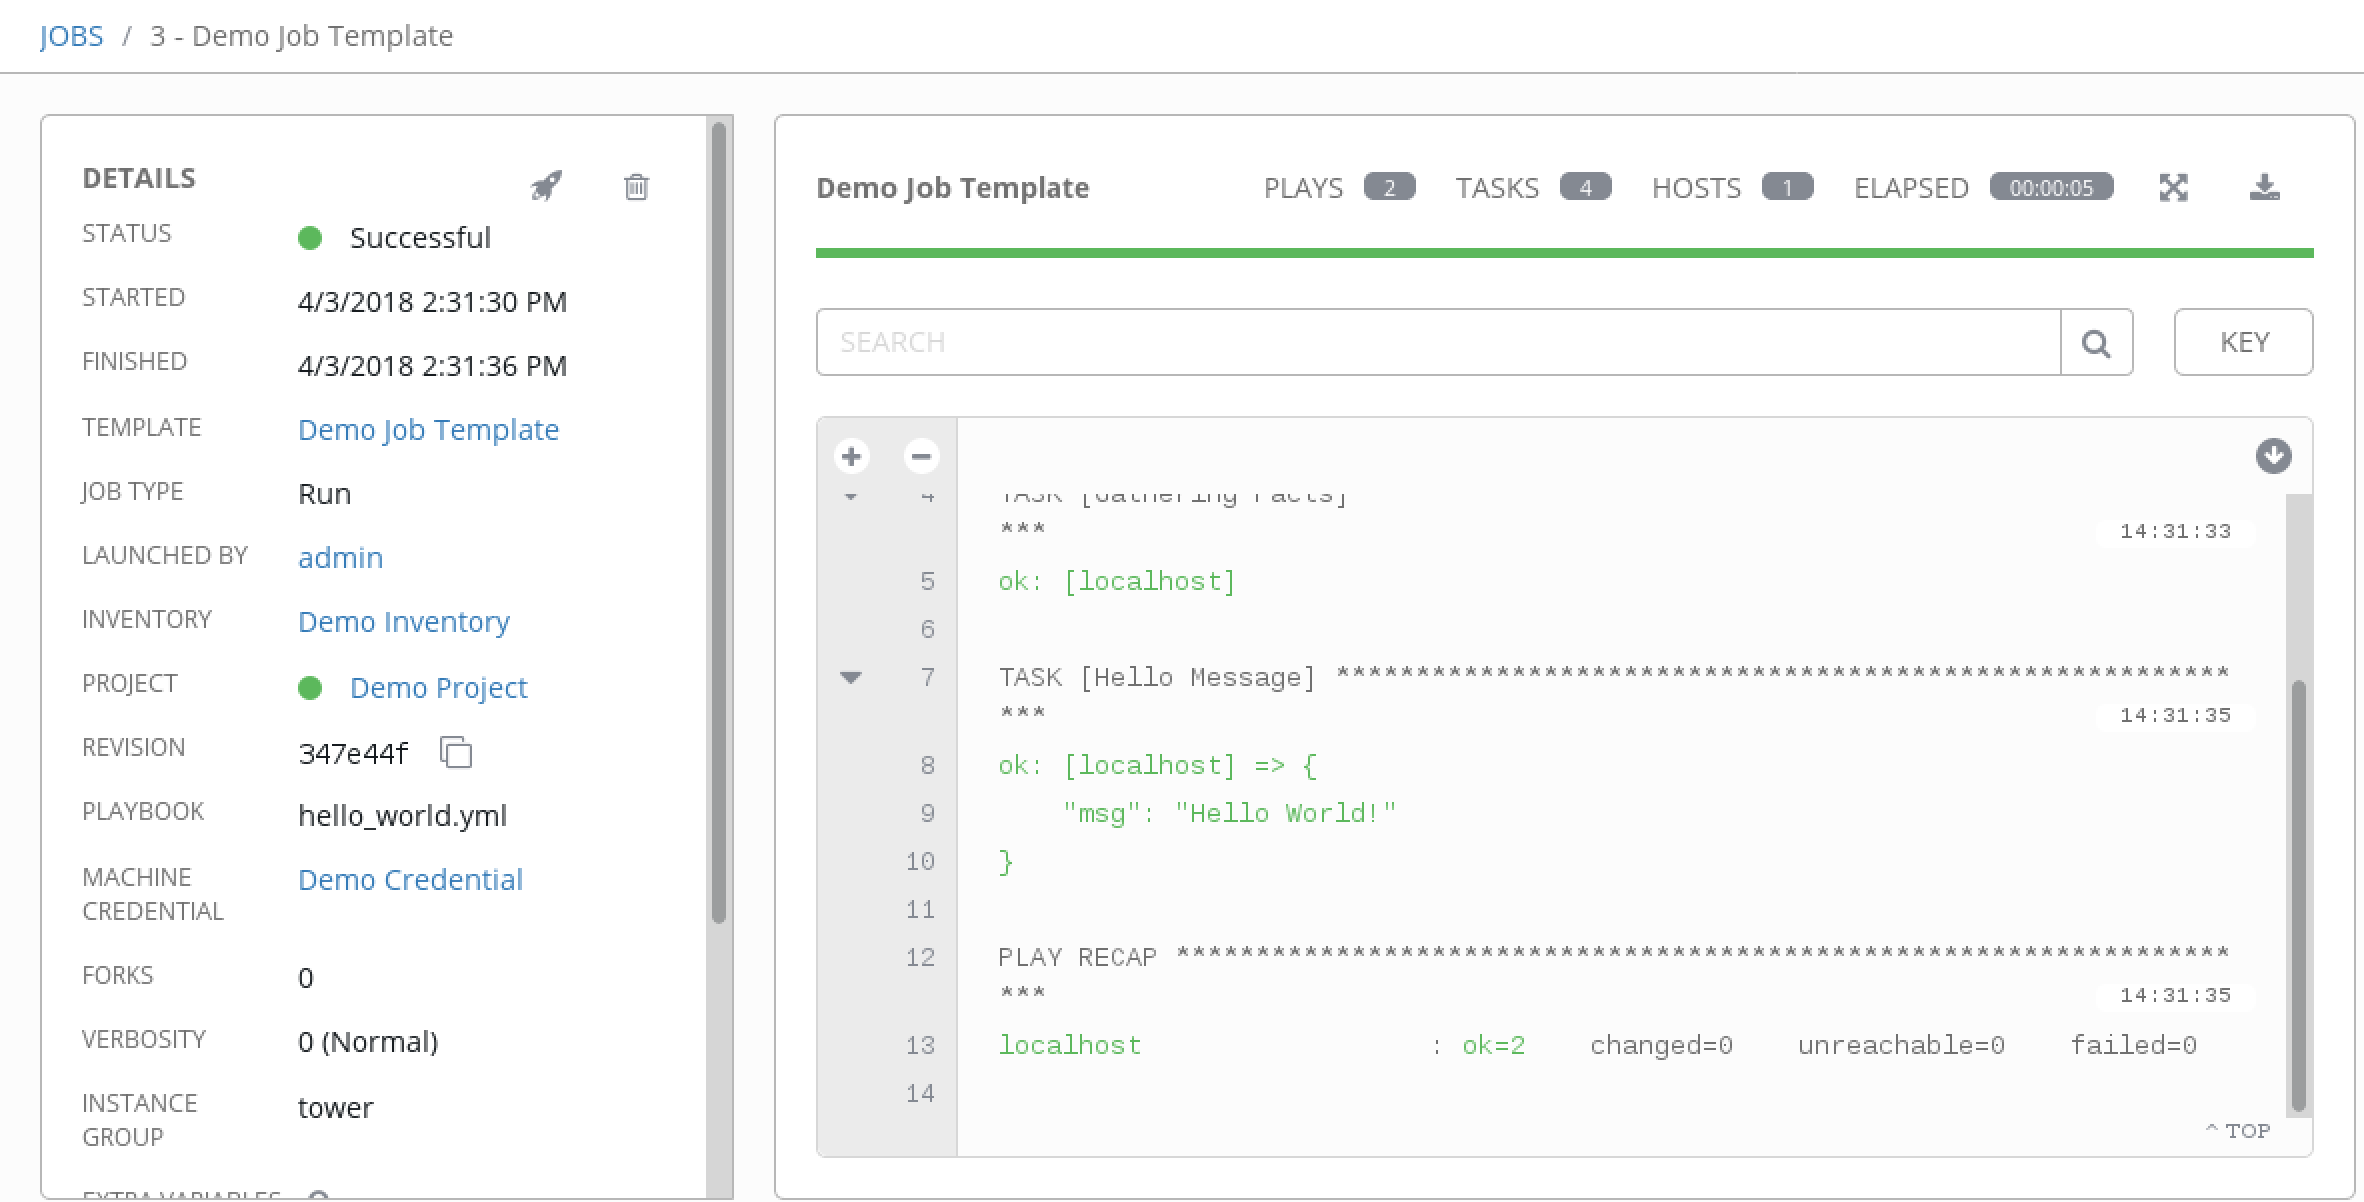 JOBS / 3 - Demo Job Template
DETAILS
STATUS Successful
STARTED 4/3/2018 2:31:30 PM
FINISHED 4/3/2018 2:31:36 PM
TEMPLATE Demo Job Template
JOB TYPE Run
LAUNCHED BY admin
INVENTORY Demo Inventory
PROJECT Demo Project
REVISION 347e44f
PLAYBOOK hello_world.yml
MACHINE CREDENTIAL Demo Credential
FORKS 0
VERBOSITY 0 (Normal)
INSTANCE GROUP tower
EXTRA VARIABLES
Demo Job Template PLAYS 2 TASKS 4 HOSTS 1 ELAPSED 00:00:05
SEARCH KEY
4 TASK [Gathering Facts]
*** 14:31:33
5 ok: [localhost]
6
7 TASK [Hello Message] ********************************************************
*** 14:31:35
8 ok: [localhost] => {
9 "msg": "Hello World!"
10 }
11
12 PLAY RECAP ******************************************************************
*** 14:31:35
13 localhost : ok=2 changed=0 unreachable=0 failed=0
14
^ TOP